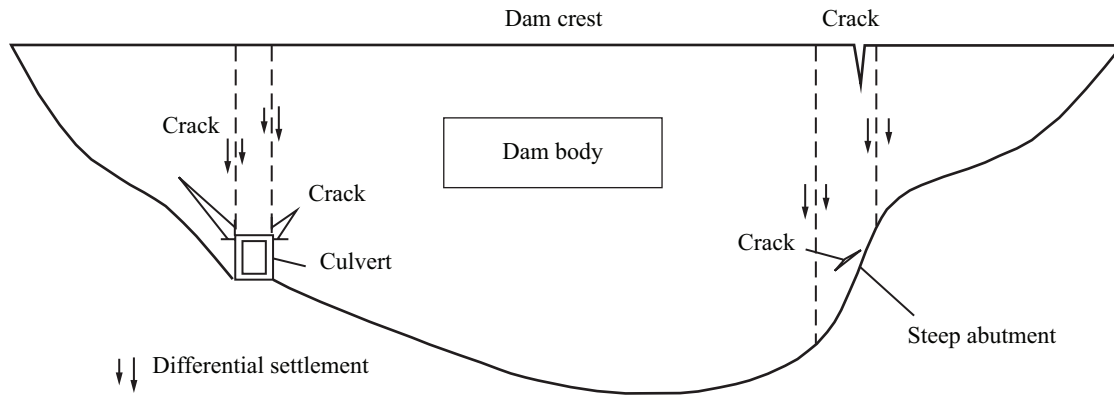 Dam crest
Crack
Crack
Dam body
Crack
Crack
Culvert
Steep abutment
Differential settlement